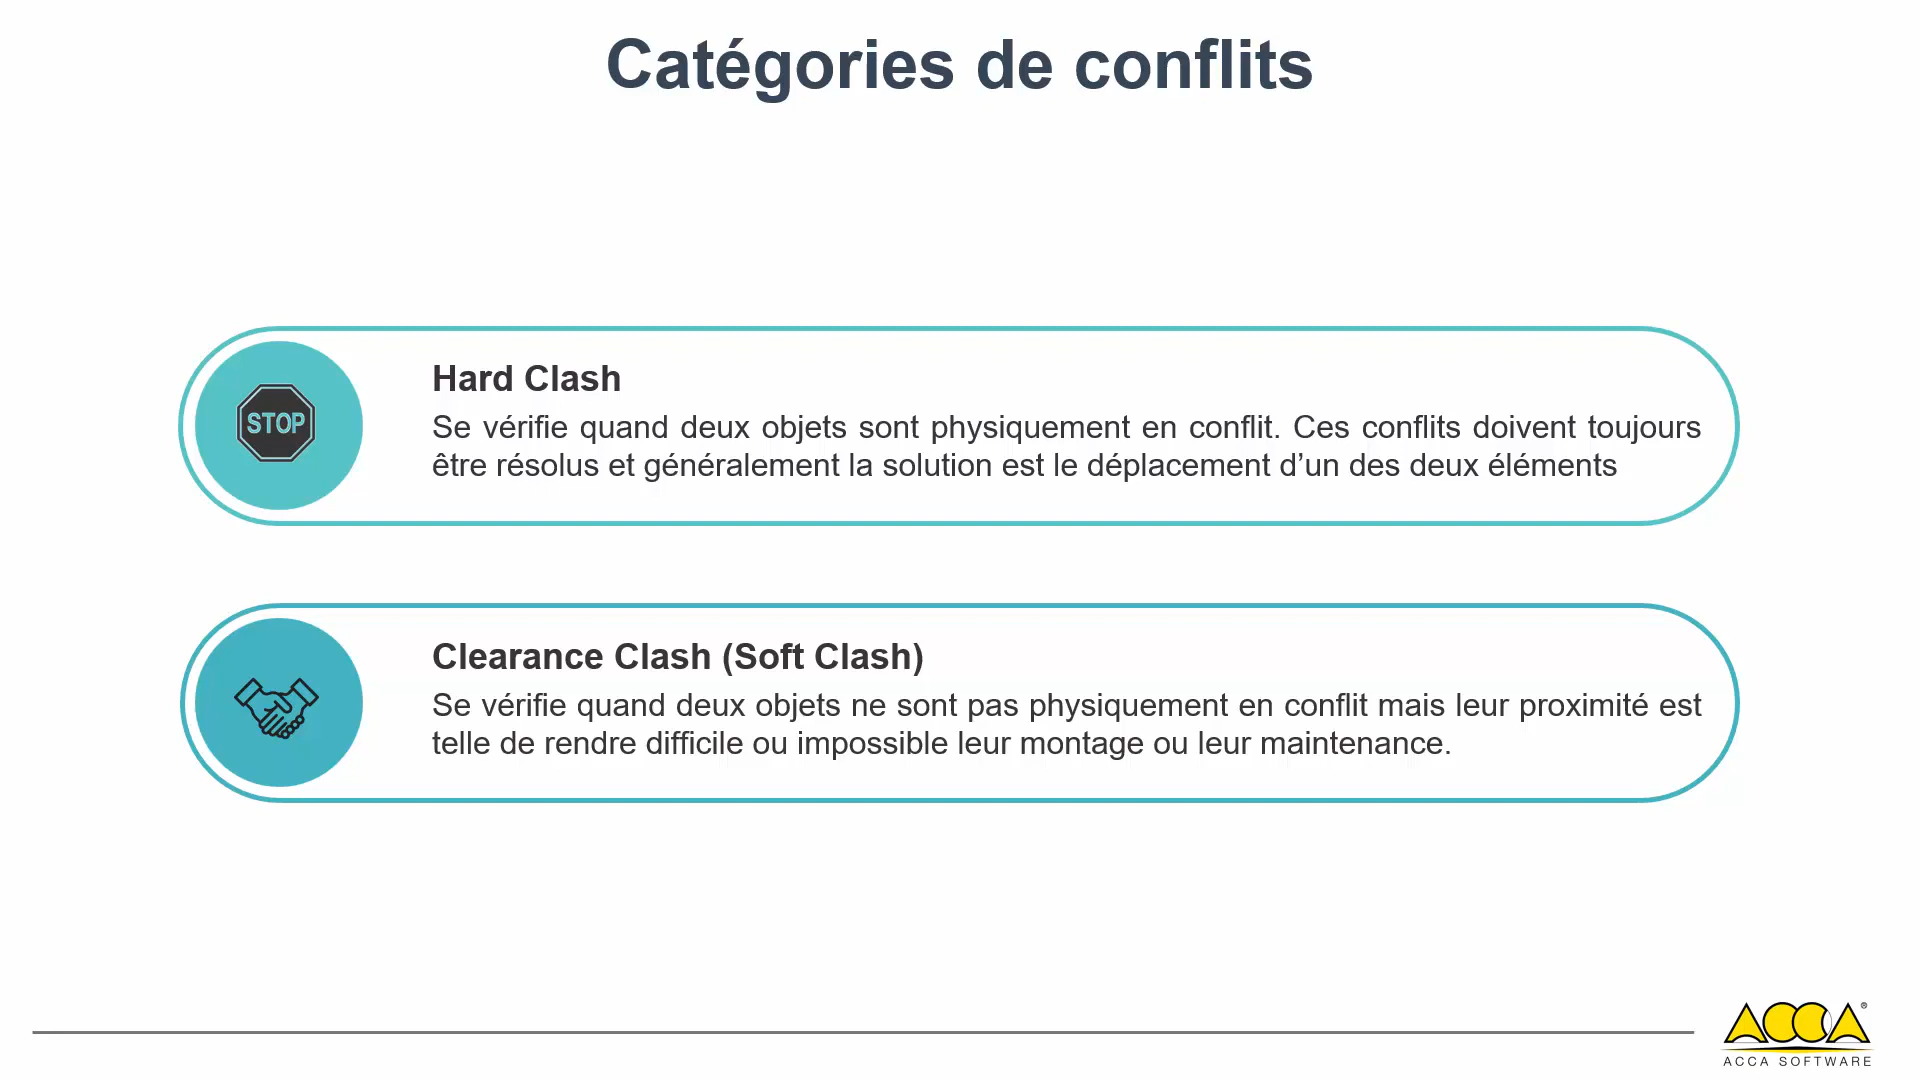 Catégories de conflits
STOP
Hard Clash
Se vérifie quand deux objets sont physiquement en conflit. Ces conflits doivent toujours
être résolus et généralement la solution est le déplacement d’un des deux éléments
Clearance Clash (Soft Clash)
Se vérifie quand deux objets ne sont pas physiquement en conflit mais leur proximité est
telle de rendre difficile ou impossible leur montage ou leur maintenance.
ACCA ®
ACCA SOFTWARE